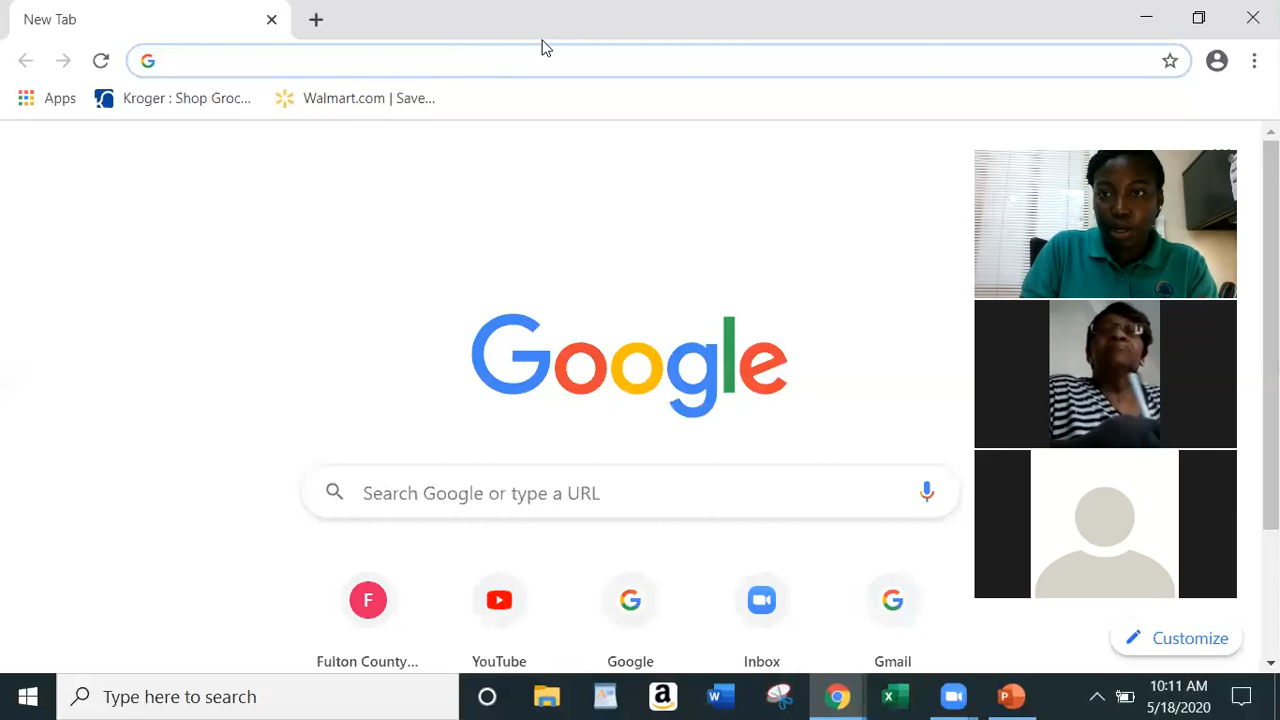 New Tab
Apps
Kroger : Shop Groc...
Walmart.com | Save...
Google
Search Google or type a URL
F
Fulton County...
YouTube
Google
Inbox
Gmail
Customize
Type here to search
10:11 AM
5/18/2020